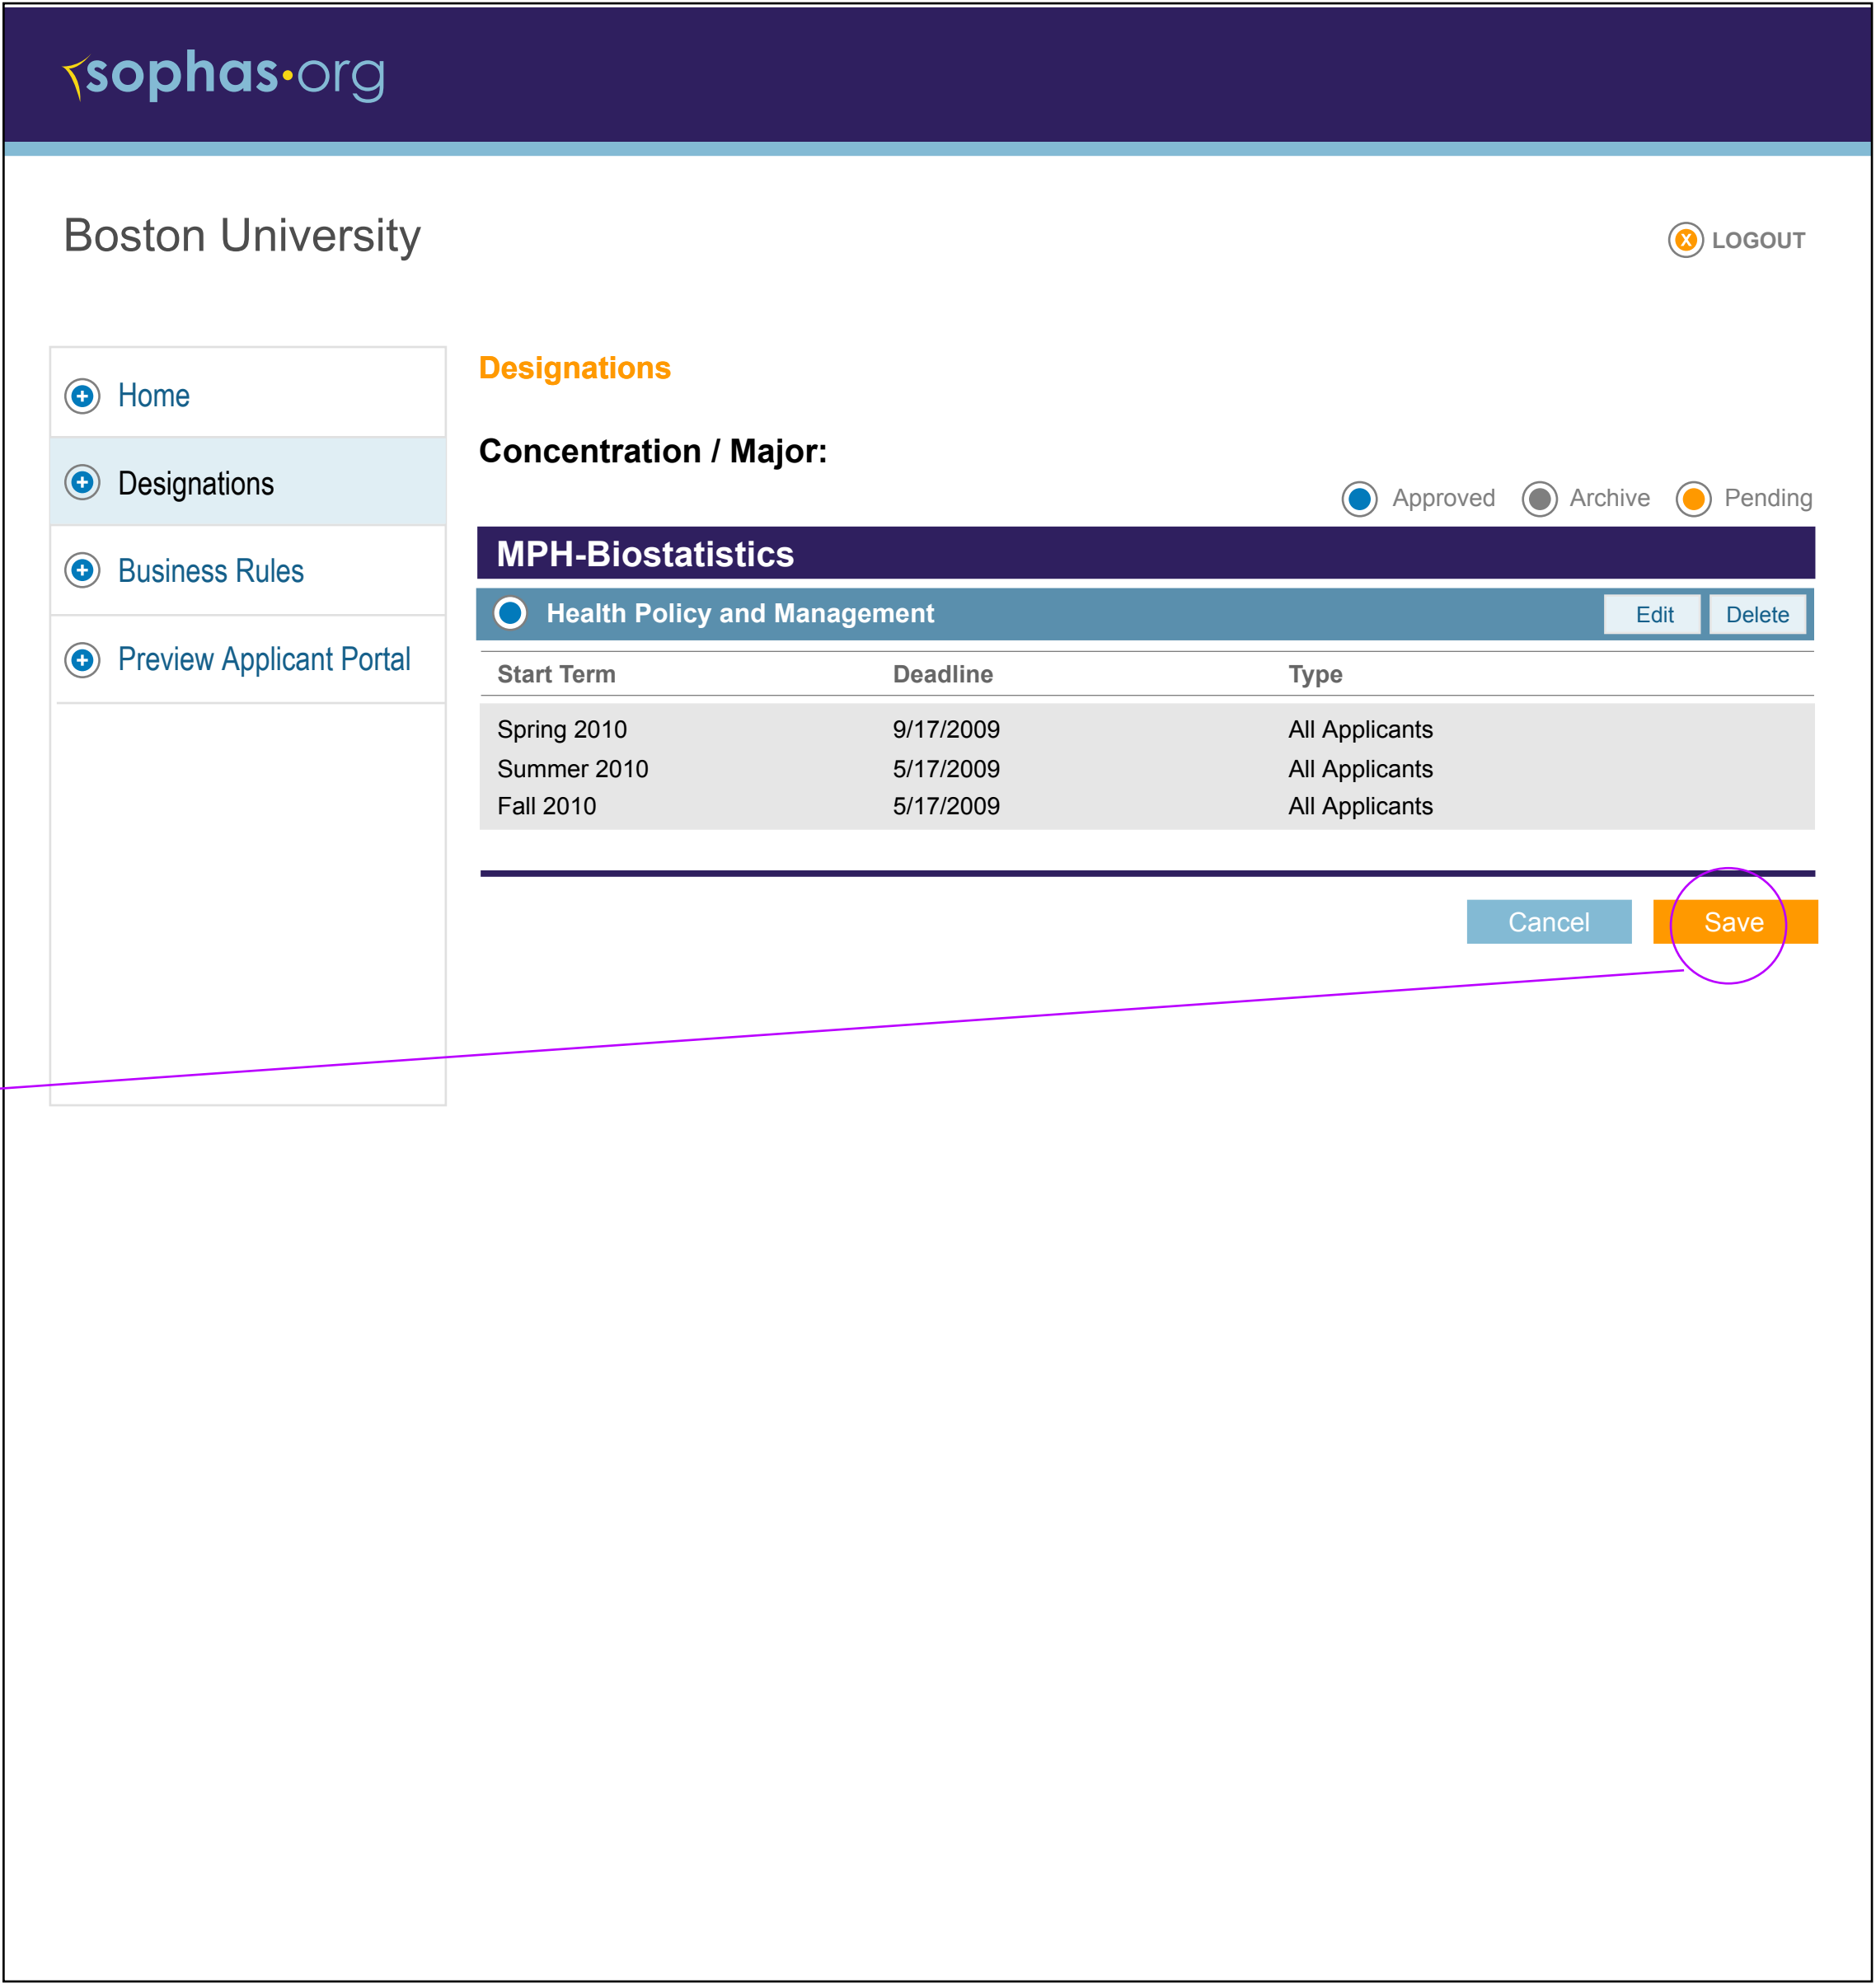 sophas•org
Boston University
X LOGOUT
Home
Designations
Business Rules
Preview Applicant Portal
Designations
Concentration / Major:
Approved Archive Pending
MPH-Biostatistics
Health Policy and Management Edit Delete
Start Term Deadline Type
Spring 2010 9/17/2009 All Applicants
Summer 2010 5/17/2009 All Applicants
Fall 2010 5/17/2009 All Applicants
Cancel Save